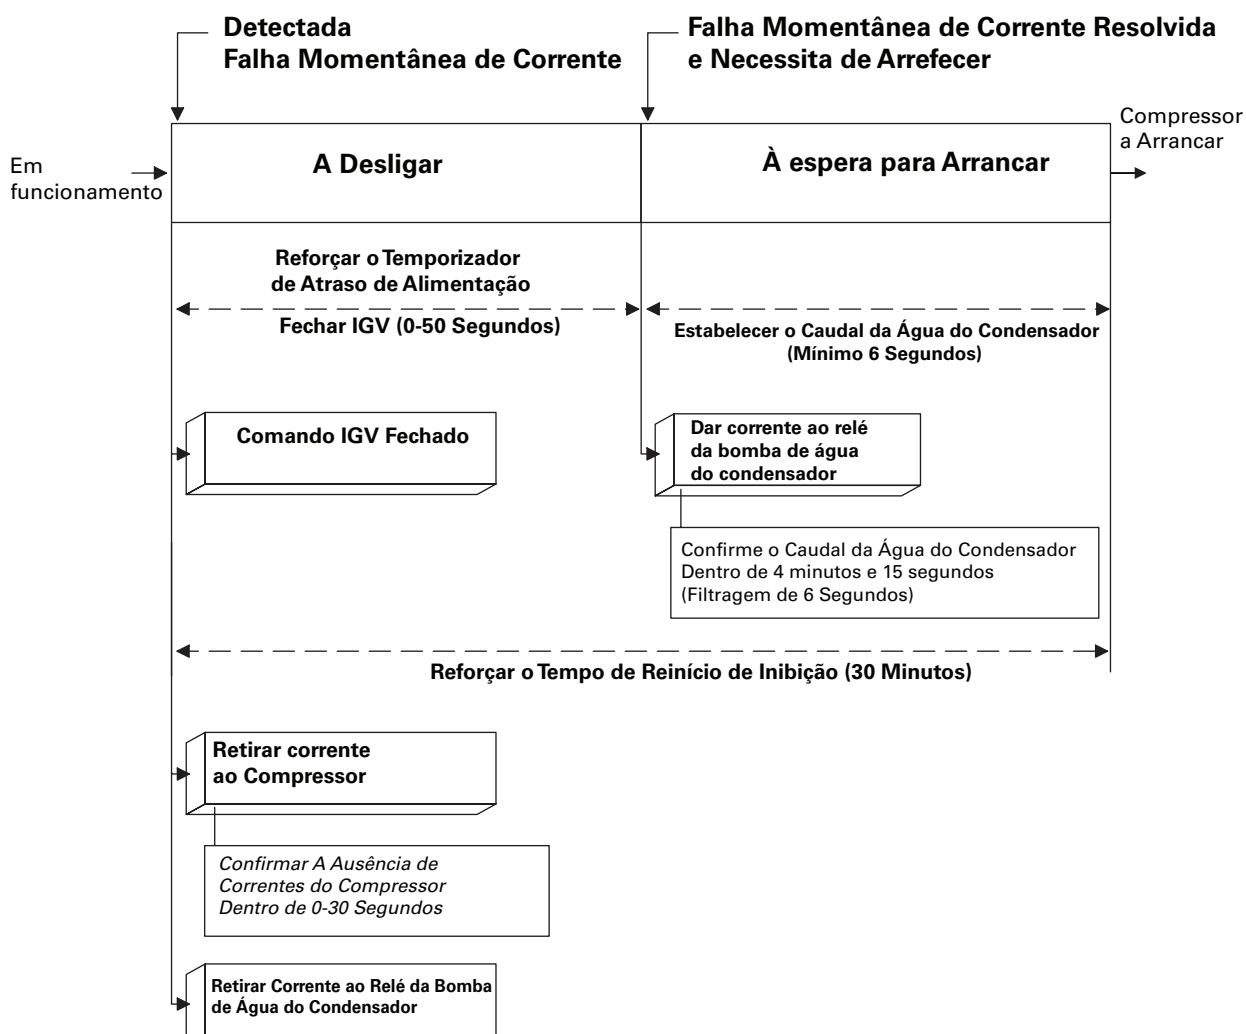 Detectada
Falha Momentânea de Corrente
Falha Momentânea de Corrente Resolvida
e Necessita de Arrefecer
Em
funcionamento
A Desligar
À espera para Arrancar
Compressor
a Arrancar
Reforçar o Temporizador
de Atraso de Alimentação
Fechar IGV (0-50 Segundos)
Estabelecer o Caudal da Água do Condensador
(Mínimo 6 Segundos)
Comando IGV Fechado
Dar corrente ao relé
da bomba de água
do condensador
Confirme o Caudal da Água do Condensador
Dentro de 4 minutos e 15 segundos
(Filtragem de 6 Segundos)
Reforçar o Tempo de Reinício de Inibição (30 Minutos)
Retirar corrente
ao Compressor
Confirmar A Ausência de
Correntes do Compressor
Dentro de 0-30 Segundos
Retirar Corrente ao Relé da Bomba
de Água do Condensador